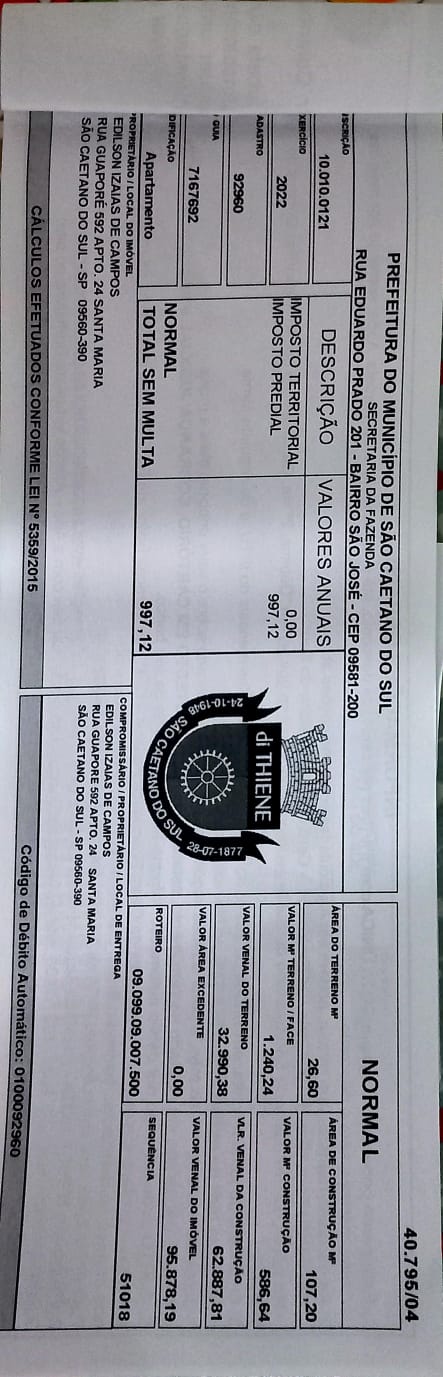 40.795/04
PREFEITURA DO MUNICÍPIO DE SÃO CAETANO DO SUL
SECRETARIA DA FAZENDA
RUA EDUARDO PRADO 201 - BAIRRO SÃO JOSÉ - CEP 09581-200
NORMAL
SCRIÇÃO
10.010.0121
XERCÍCIO
2022
ADASTRO
92960
GUIA
7167692
DIFICAÇÃO
Apartamento
DESCRIÇÃO VALORES ANUAIS
IMPOSTO TERRITORIAL 0,00
IMPOSTO PREDIAL 997,12
NORMAL
TOTAL SEM MULTA 997,12
di THIENE
24-10-1948 SÃO CAETANO DO SUL 28-07-1877
ÁREA DO TERRENO Mª
26,60
ÁREA DE CONSTRUÇÃO Mª
107,20
VALOR Mª TERRENO / FACE
1.240,24
VALOR Mª CONSTRUÇÃO
586,64
VALOR VENAL DO TERRENO
32.990,38
VLR. VENAL DA CONSTRUÇÃO
62.887,81
VALOR ÁREA EXCEDENTE
0,00
VALOR VENAL DO IMÓVEL
95.878,19
ROTEIRO
09.099.09.007.500
SEQUÊNCIA
51018
PROPRIETÁRIO / LOCAL DO IMÓVEL
EDILSON IZAIAS DE CAMPOS
RUA GUAPORÉ 592 APTO. 24 SANTA MARIA
SÃO CAETANO DO SUL - SP 09560-390
COMPROMISSÁRIO / PROPRIETÁRIO / LOCAL DE ENTREGA
EDILSON IZAIAS DE CAMPOS
RUA GUAPORE 592 APTO. 24 SANTA MARIA
SÃO CAETANO DO SUL - SP 09560-390
CÁLCULOS EFETUADOS CONFORME LEI Nº 5359/2015
Código de Débito Automático: 0100092960